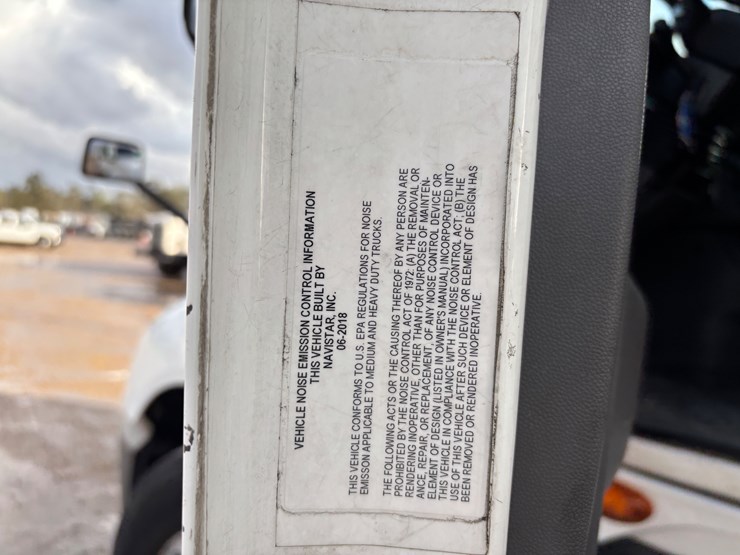 VEHICLE NOISE EMISSION CONTROL INFORMATION
THIS VEHICLE BUILT BY
NAVISTAR, INC.
06-2018
THIS VEHICLE CONFORMS TO U.S. EPA REGULATIONS FOR NOISE
EMISSON APPLICABLE TO MEDIUM AND HEAVY DUTY TRUCKS.
THE FOLLOWING ACTS OR THE CAUSING THEREOF BY ANY PERSON ARE
PROHIBITED BY THE NOISE CONTROL ACT OF 1972: (A) THE REMOVAL OR
RENDERING INOPERATIVE, OTHER THAN FOR PURPOSES OF MAINTEN-
ANCE, REPAIR, OR REPLACEMENT, OF ANY NOISE CONTROL DEVICE OR
ELEMENT OF DESIGN (LISTED IN OWNER'S MANUAL) INCORPORATED INTO
THIS VEHICLE IN COMPLIANCE WITH THE NOISE CONTROL ACT; (B) THE
USE OF THIS VEHICLE AFTER SUCH DEVICE OR ELEMENT OF DESIGN HAS
BEEN REMOVED OR RENDERED INOPERATIVE.